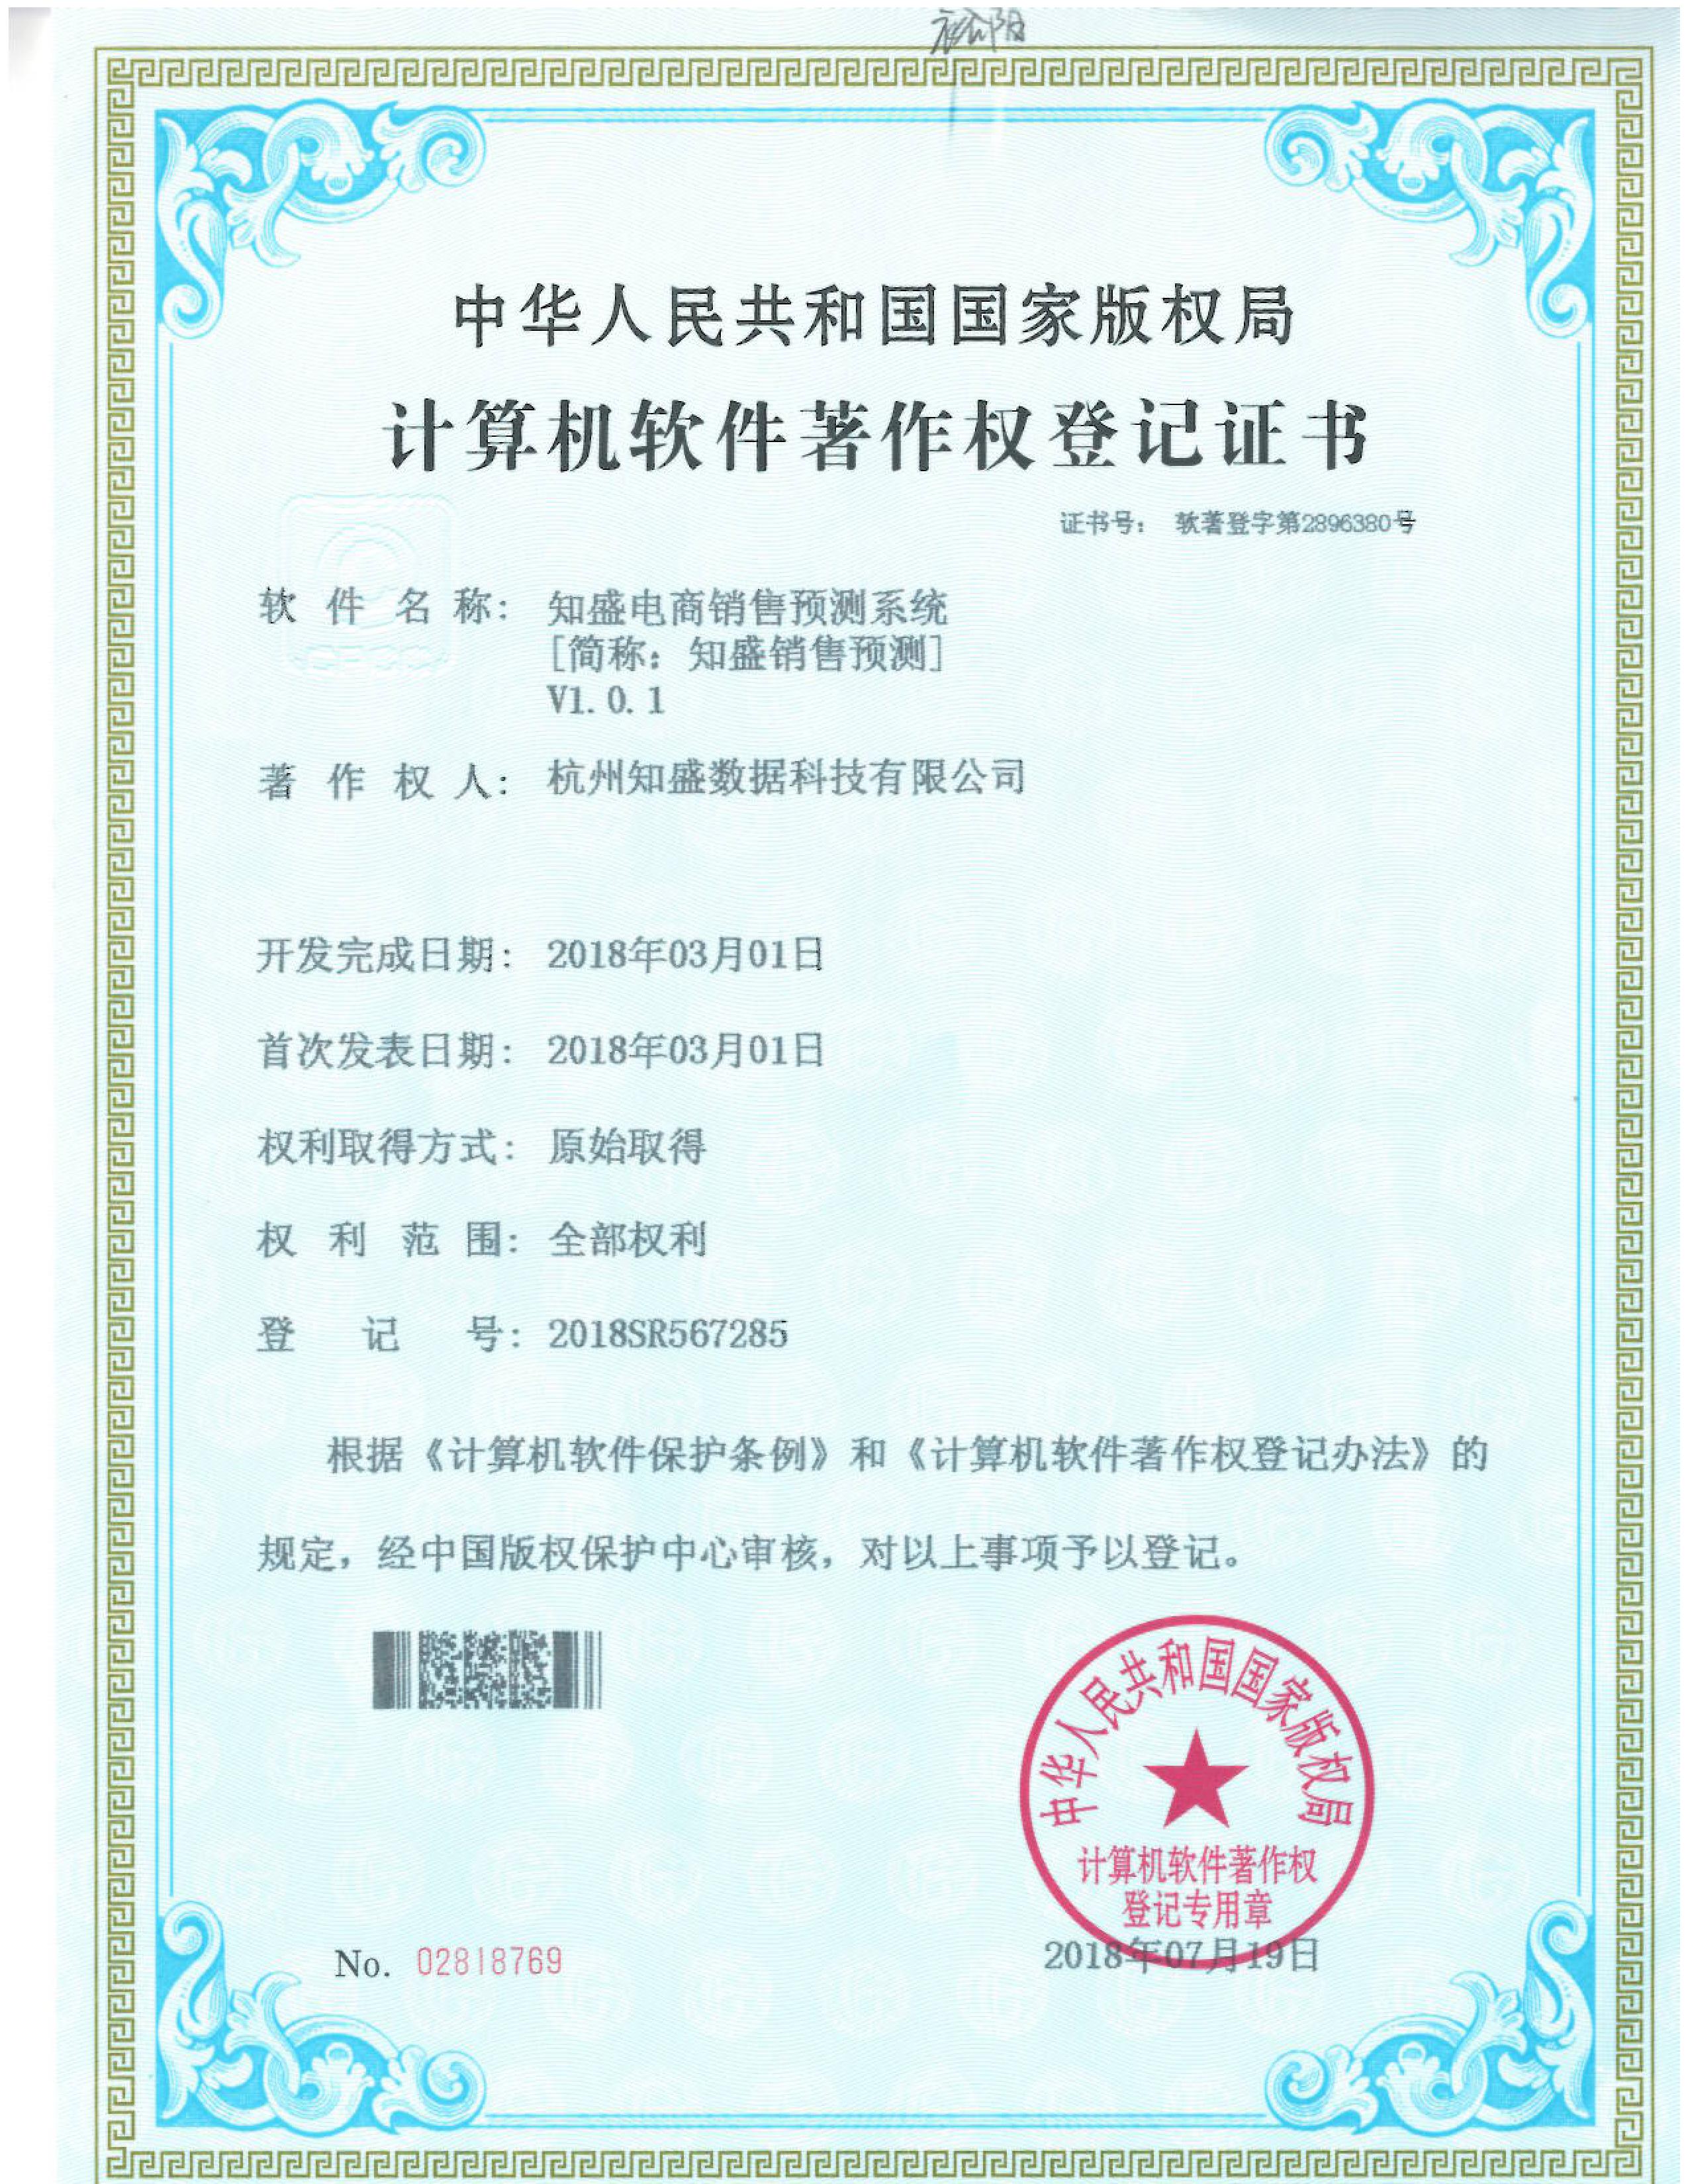 中华人民共和国国家版权局
计算机软件著作权登记证书
证书号： 软著登字第2896380号
软件名称： 知盛电商销售预测系统
[简称：知盛销售预测]
V1.0.1
著作权人： 杭州知盛数据科技有限公司
开发完成日期： 2018年03月01日
首次发表日期： 2018年03月01日
权利取得方式： 原始取得
权利范围： 全部权利
登记号： 2018SR567285
根据《计算机软件保护条例》和《计算机软件著作权登记办法》的
规定，经中国版权保护中心审核，对以上事项予以登记。
中华人民共和国国家版权局
计算机软件著作权
登记专用章
No. 02818769
2018年07月19日